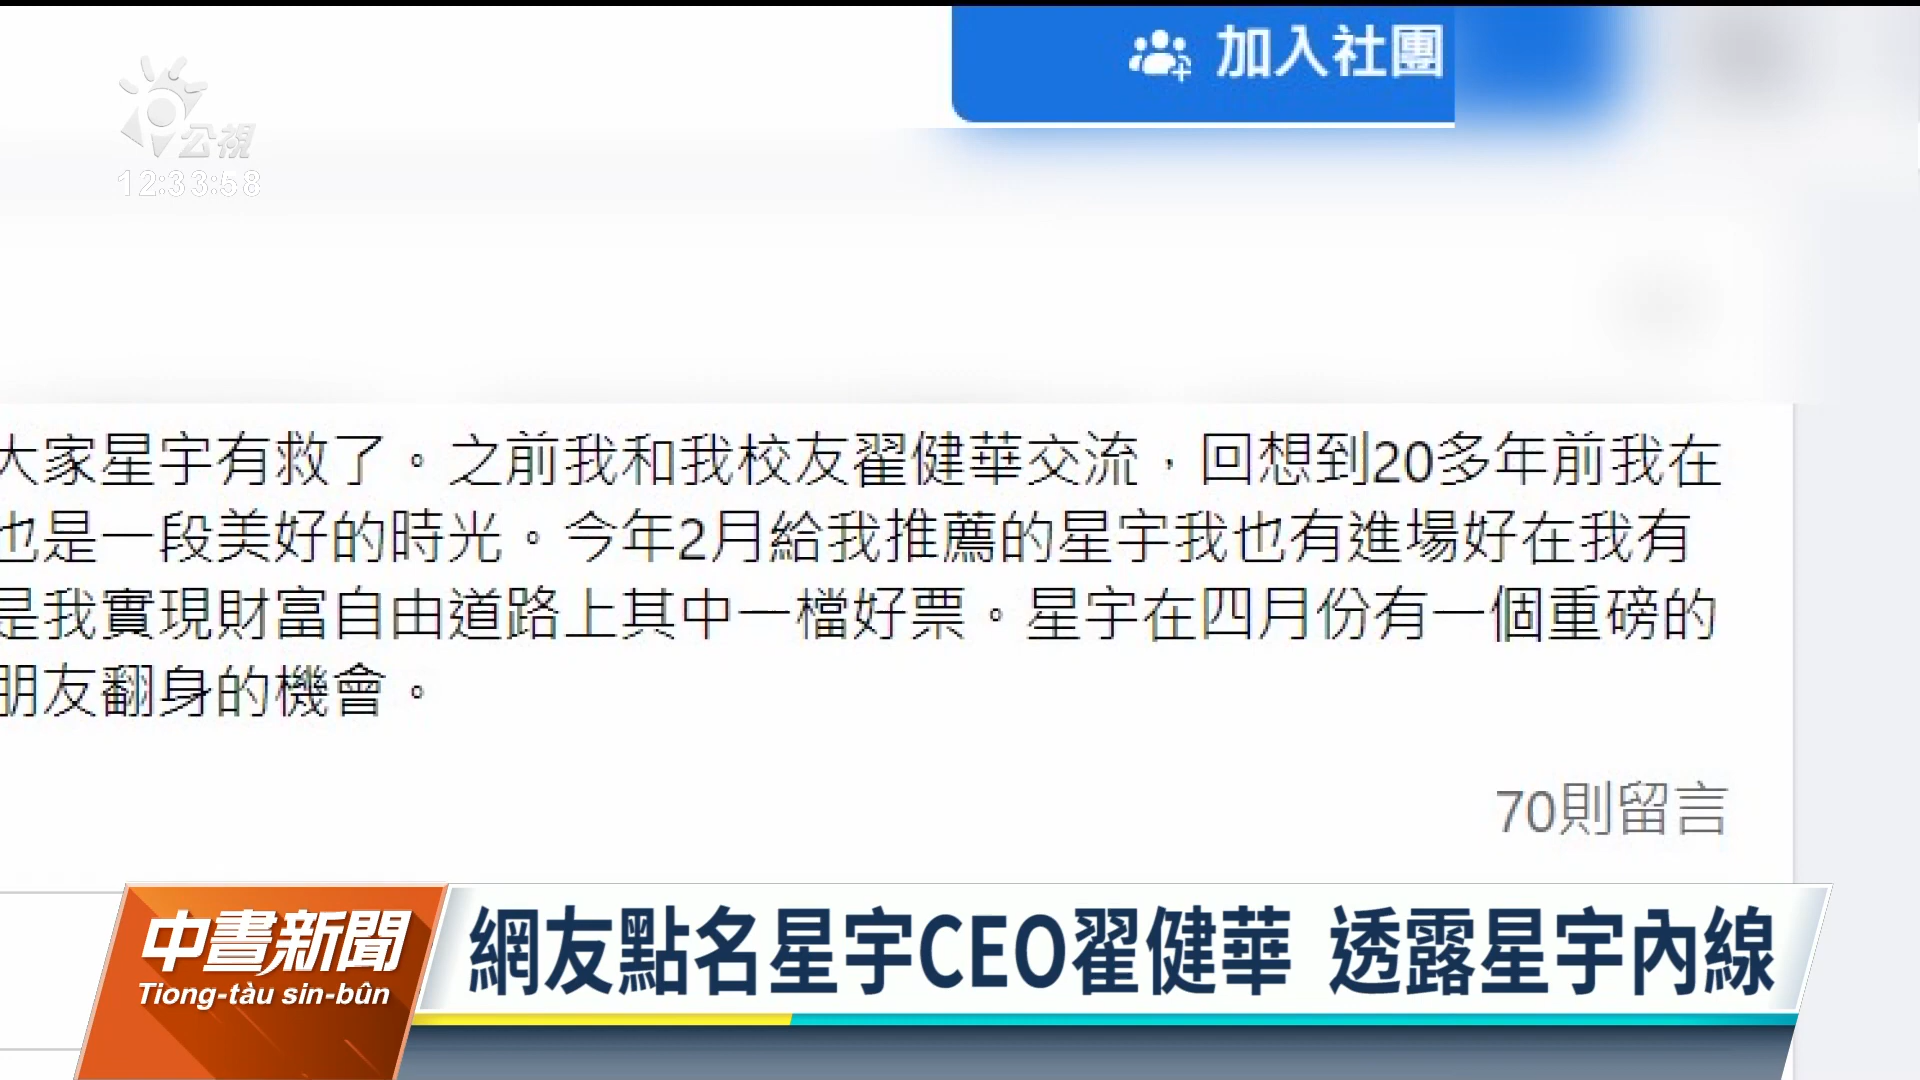 加入社團
公視
12:33:58
大家星宇有救了。之前我和我校友翟健華交流，回想到20多年前我在
也是一段美好的時光。今年2月給我推薦的星宇我也有進場好在我有
是我實現財富自由道路上其中一檔好票。星宇在四月份有一個重磅的
朋友翻身的機會。
70則留言
中晝新聞
Tiong-tàu sin-bûn
網友點名星宇CEO翟健華 透露星宇內線